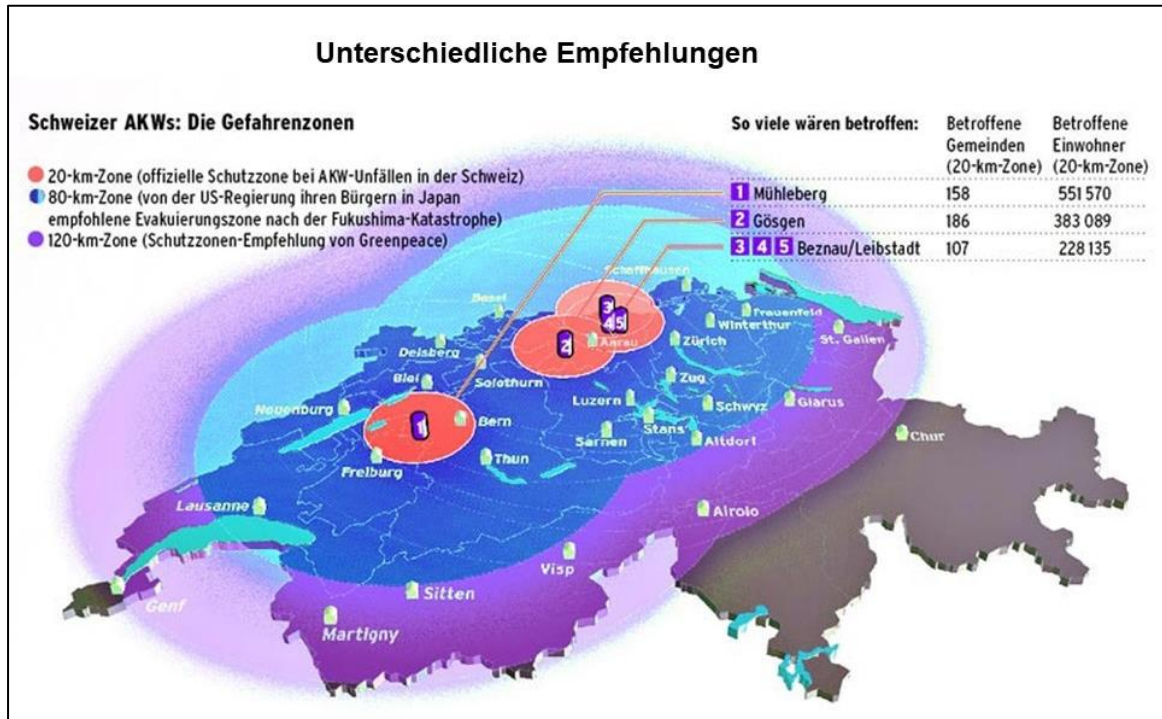 Unterschiedliche Empfehlungen
Schweizer AKWs: Die Gefahrenzonen
20-km-Zone (offizielle Schutzzone bei AKW-Unfällen in der Schweiz)
80-km-Zone (von der US-Regierung ihren Bürgern in Japan
empfohlene Evakuierungszone nach der Fukushima-Katastrophe)
120-km-Zone (Schutzzonen-Empfehlung von Greenpeace)
So viele wären betroffen:
Betroffene
Gemeinden
(20-km-Zone)
Betroffene
Einwohner
(20-km-Zone)
1 Mühleberg 158 551 570
2 Gösgen 186 383 089
3 4 5 Beznau/Leibstadt 107 228 135
Schaffhausen
Basel
Frauenfeld
Winterthur
St. Gallen
3
4 5
2
Aarau
Zürich
Delsberg
Solothurn
Biel
Zug
Luzern
Schwyz
Glarus
Neuenburg
1
Bern
Stans
Sarnen
Altdorf
Chur
Freiburg
Thun
Lausanne
Airolo
Visp
Genf
Sitten
Martigny